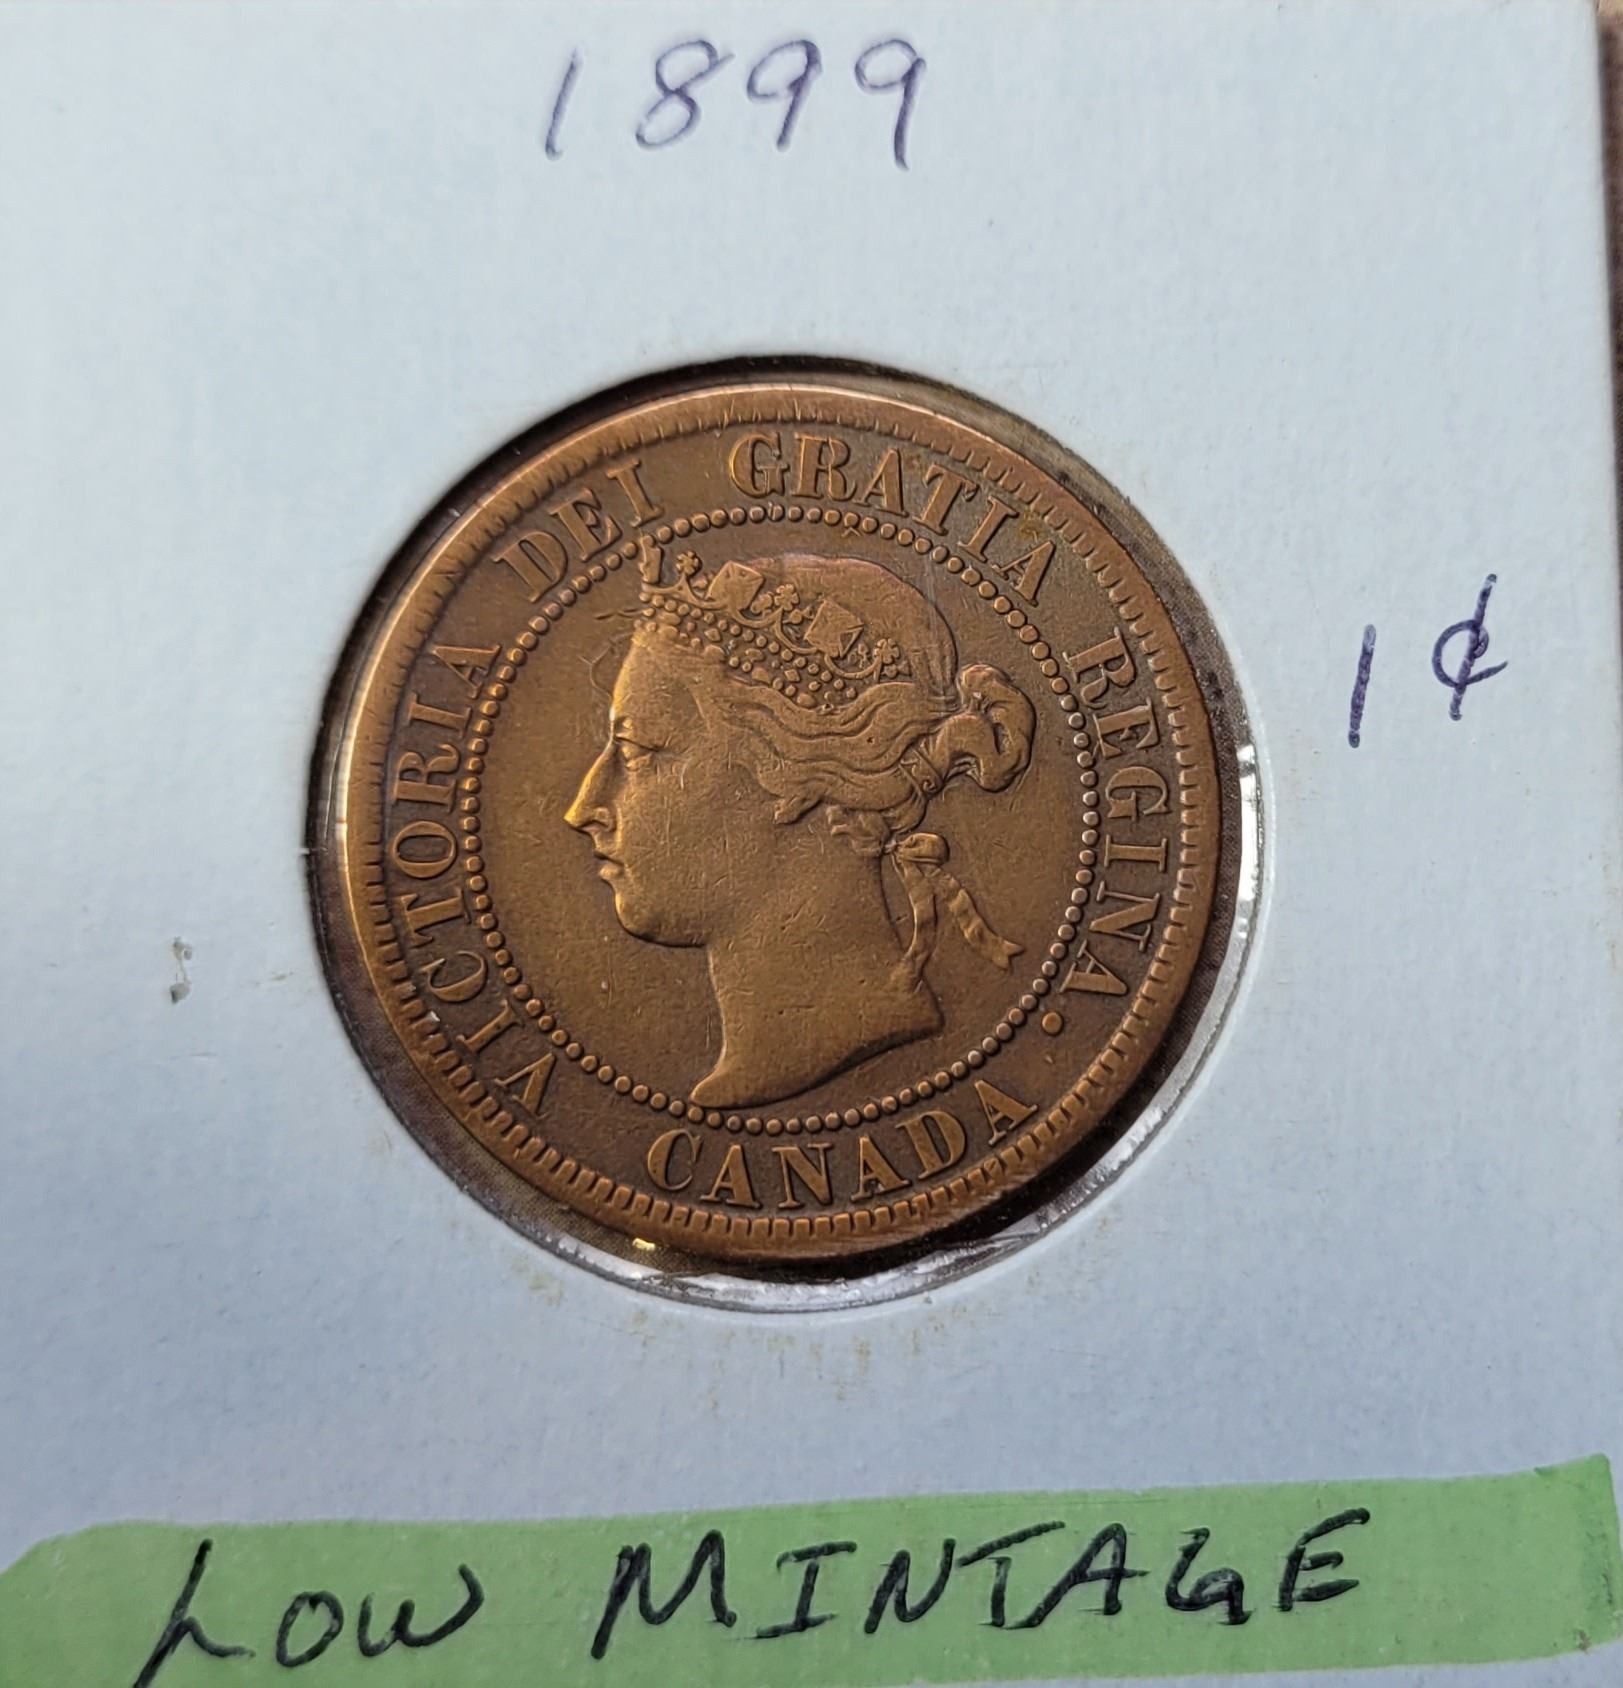 1899
VICTORIA DEI GRATIA REGINA.
CANADA
1¢
LOW MINTAGE